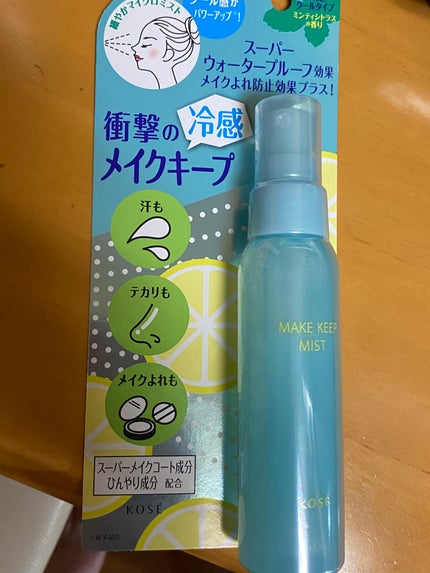 細やかマイクロミスト
クール感が
パワーアップ※!
クールタイプ
ミンティシトラス
の香り
スーパー
ウォータープルーフ効果
メイクよれ防止効果プラス!
衝撃の
冷感
メイクキープ
汗も
テカリも
メイクよれも
MAKE KEEP
MIST
スーパーメイクコート成分
ひんやり成分 配合
KOSÉ
KOSÉ